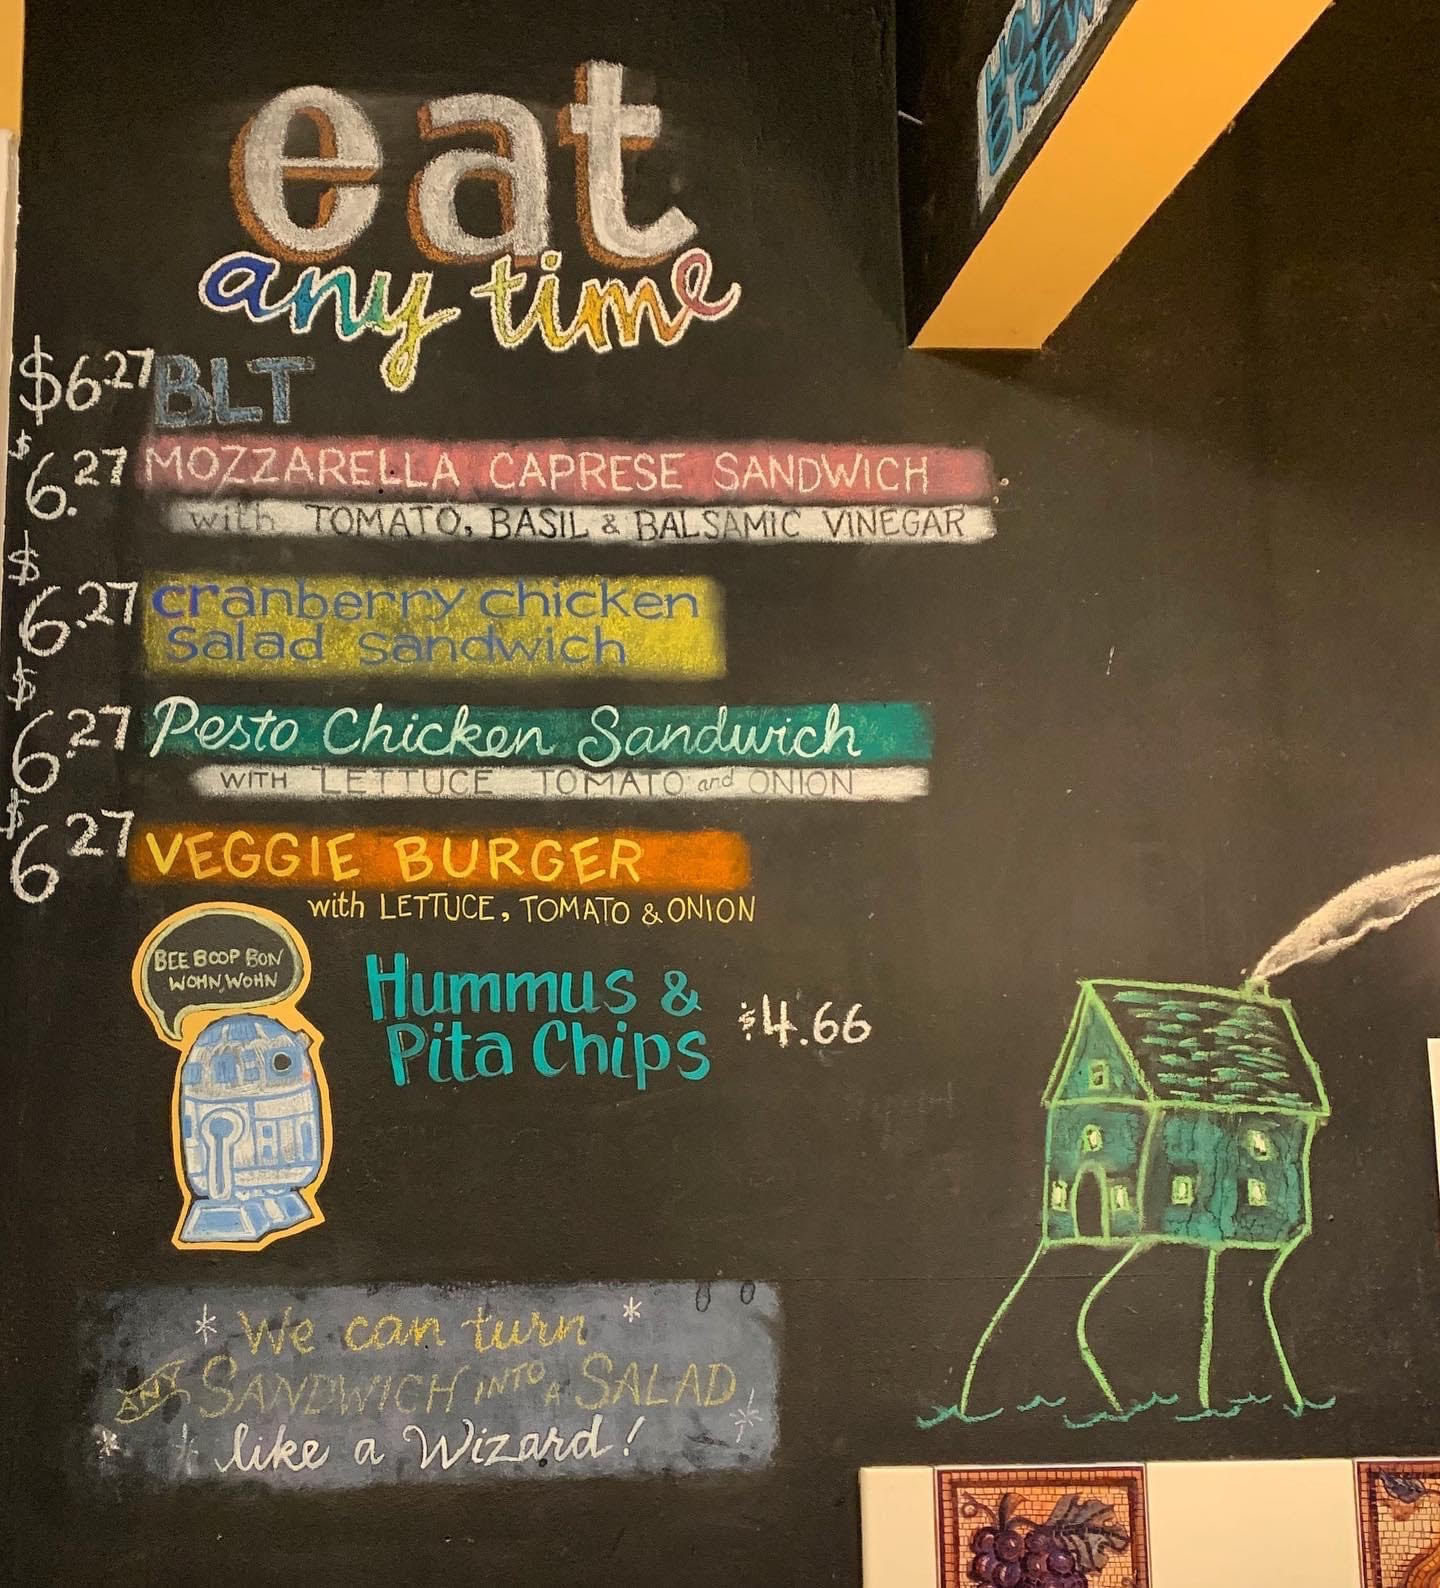 HOUSE
BREW
eat
any time
$6.27 BLT
$6.27 MOZZARELLA CAPRESE SANDWICH
with TOMATO, BASIL & BALSAMIC VINEGAR
$6.27 cranberry chicken
salad sandwich
$6.27 Pesto Chicken Sandwich
WITH LETTUCE TOMATO and ONION
$6.27 VEGGIE BURGER
with LETTUCE, TOMATO & ONION
BEE BOOP BON
WOHN, WOHN
Hummus &
Pita Chips $4.66
* We can turn *
ANY SANDWICH INTO A SALAD
* * like a Wizard! *